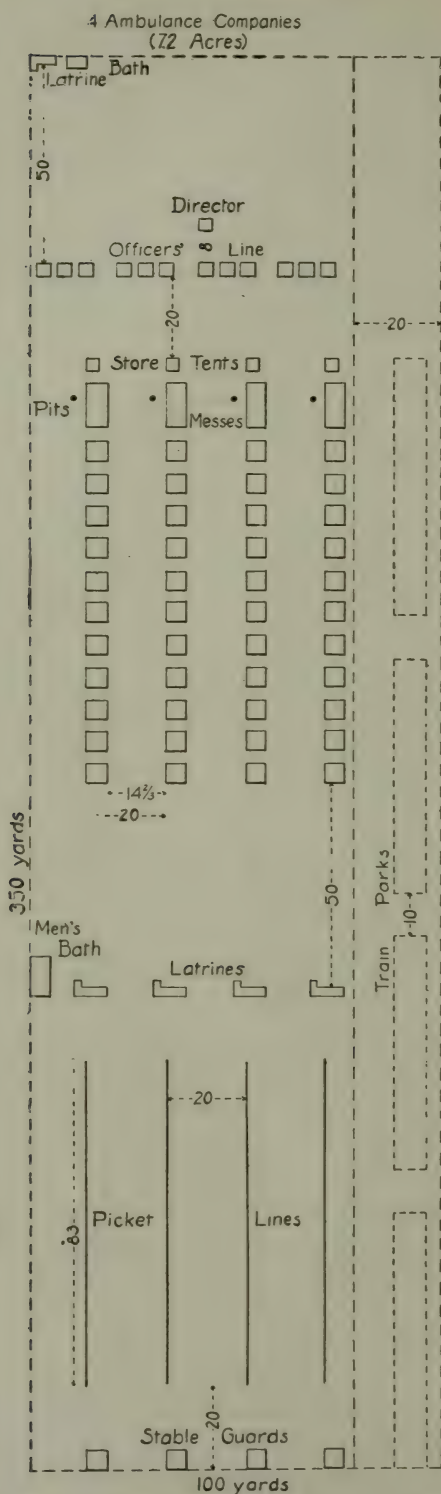 4 Ambulance Companies
(7.2 Acres)
Bath
Latrine
50
Director
8
Officers' Line
20
20
Store Tents
Pits
Messes
14⅔
20
350 yards
50
Parks
10
Train
Men's
Bath
Latrines
20
83
Picket Lines
20
Stable Guards
100 yards